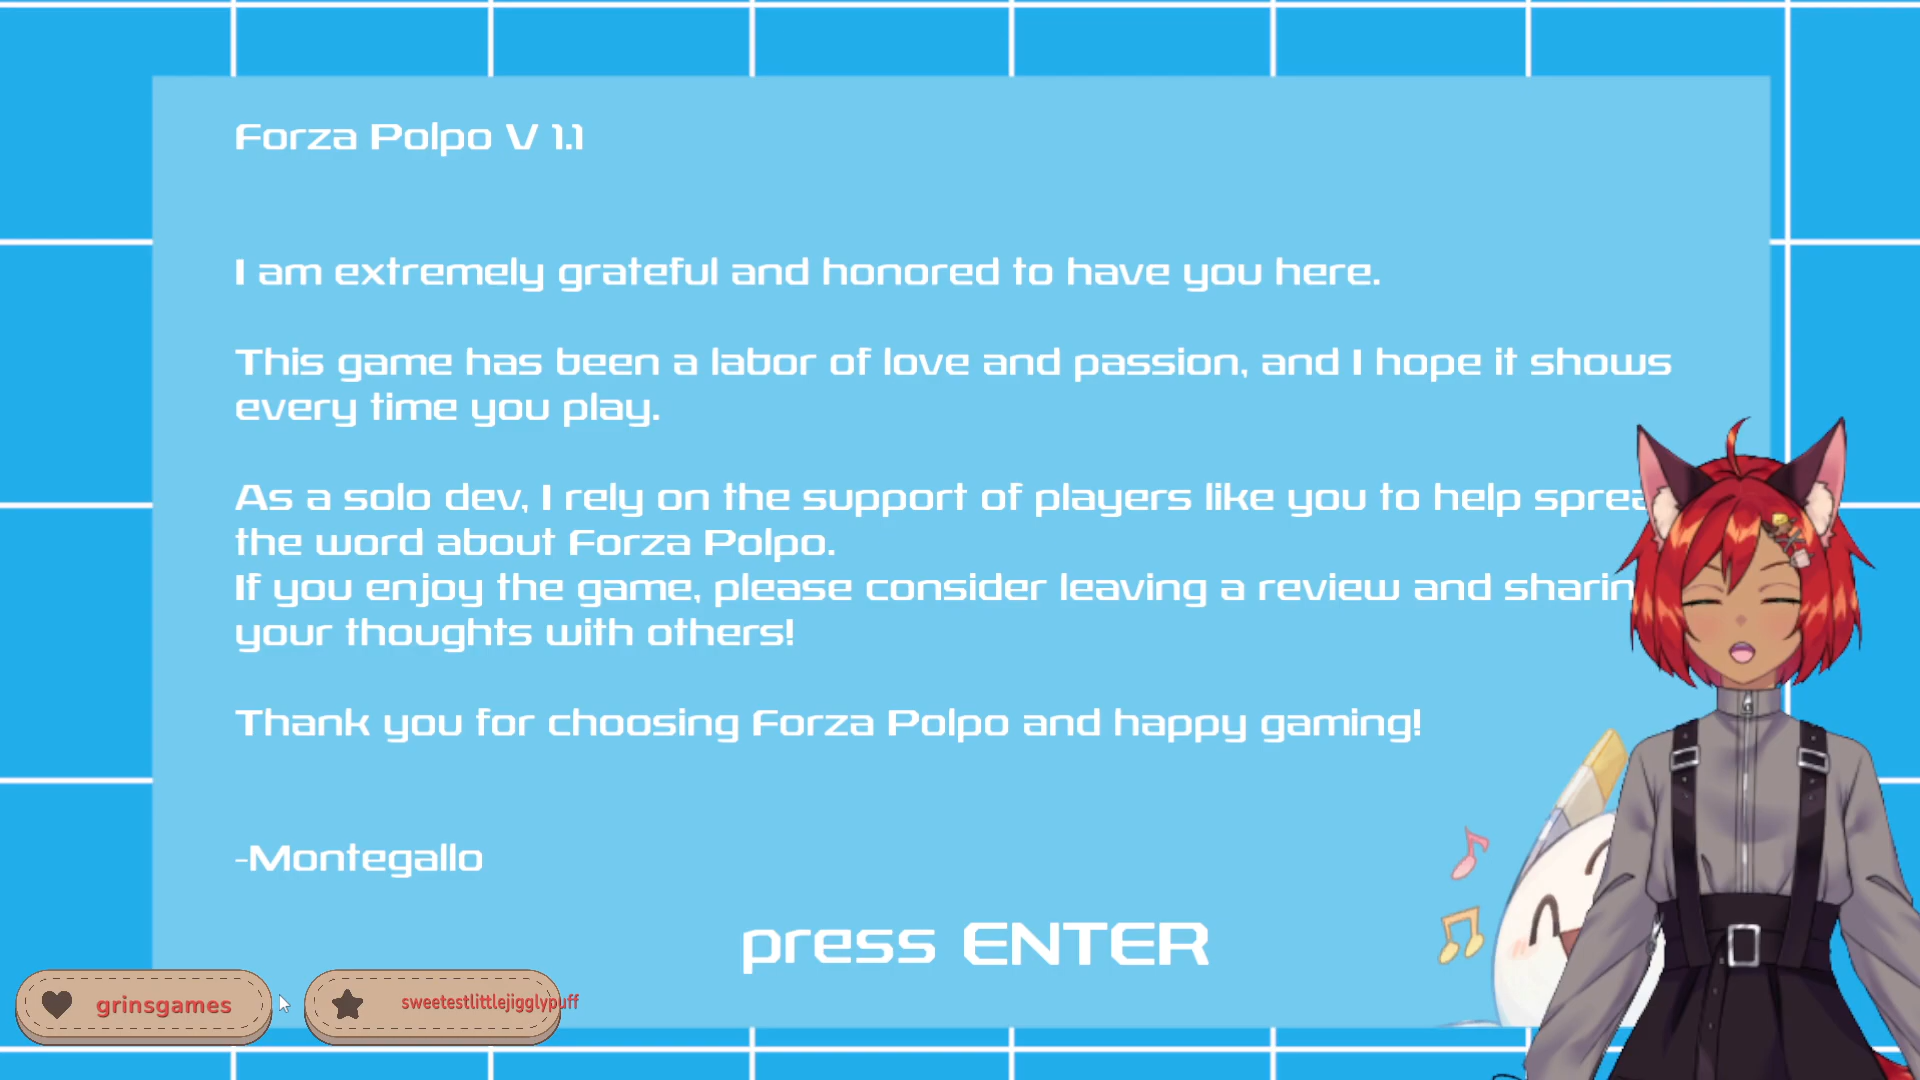 Forza Polpo V 1.1
I am extremely grateful and honored to have you here.
This game has been a labor of love and passion, and I hope it shows
every time you play.
As a solo dev, I rely on the support of players like you to help
the word about Forza Polpo.
If you enjoy the game, please consider leaving a review and
your thoughts with others!
Thank you for choosing Forza Polpo and happy gaming!
-Montegallo
press ENTER
grinsgames
sweetestlittlejigglypuff